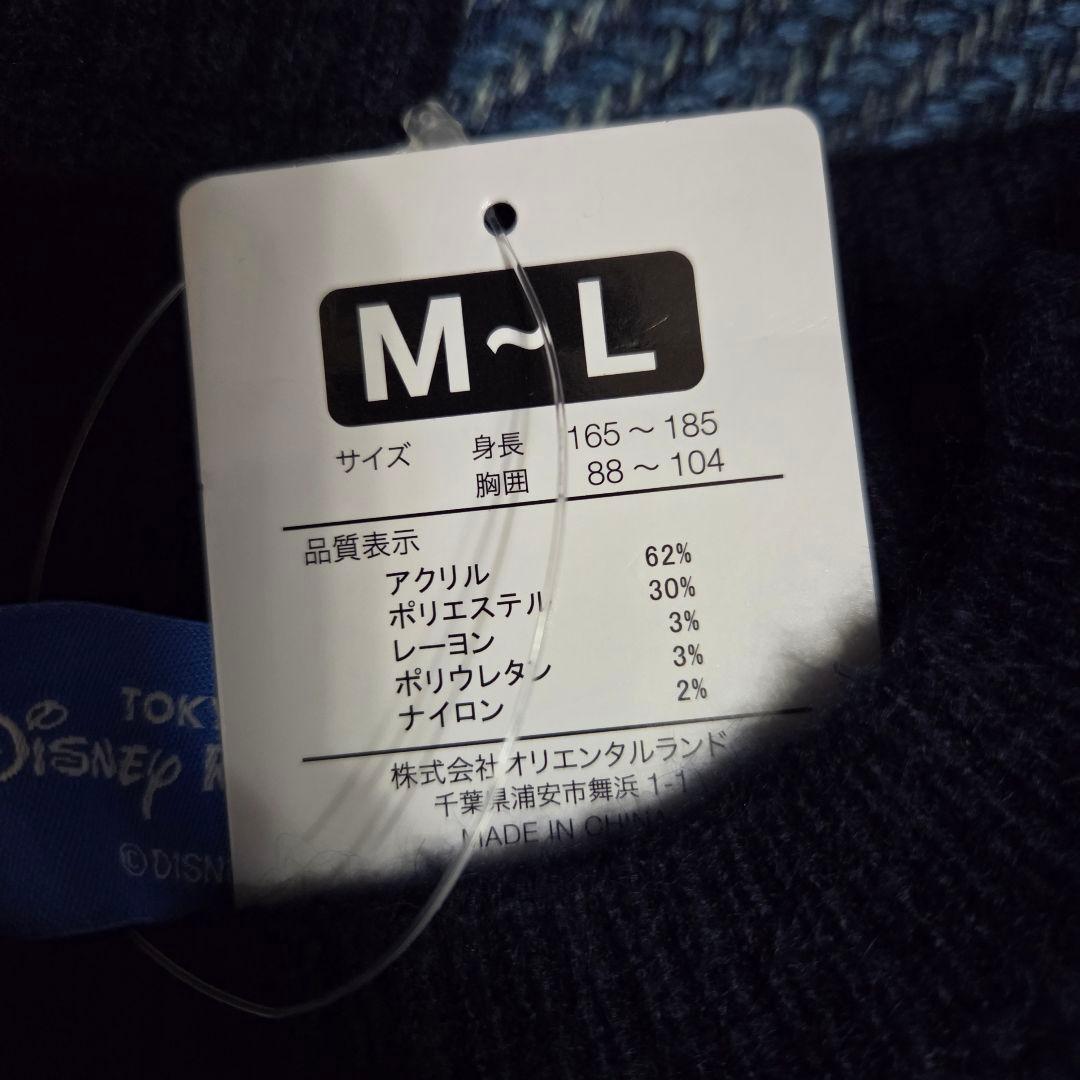 M~L
サイズ 身長 165～185
胸囲 88～104
品質表示
アクリル 62%
ポリエステル 30%
レーヨン 3%
ポリウレタン 3%
ナイロン 2%
株式会社オリエンタルランド
千葉県浦安市舞浜 1-1
MADE IN CHINA
TOKY
DISNEY R
©DISN